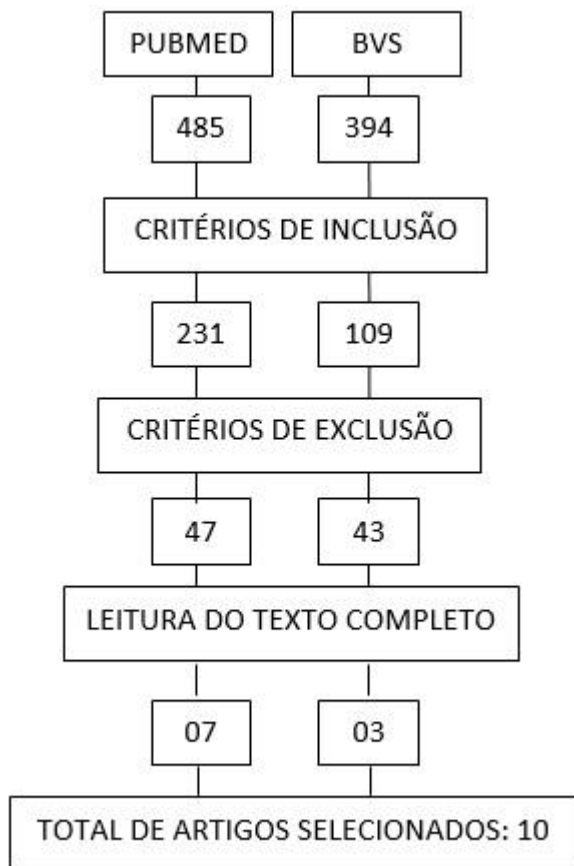 PUBMED
BVS
485
394
CRITÉRIOS DE INCLUSÃO
231
109
CRITÉRIOS DE EXCLUSÃO
47
43
LEITURA DO TEXTO COMPLETO
07
03
TOTAL DE ARTIGOS SELECIONADOS: 10